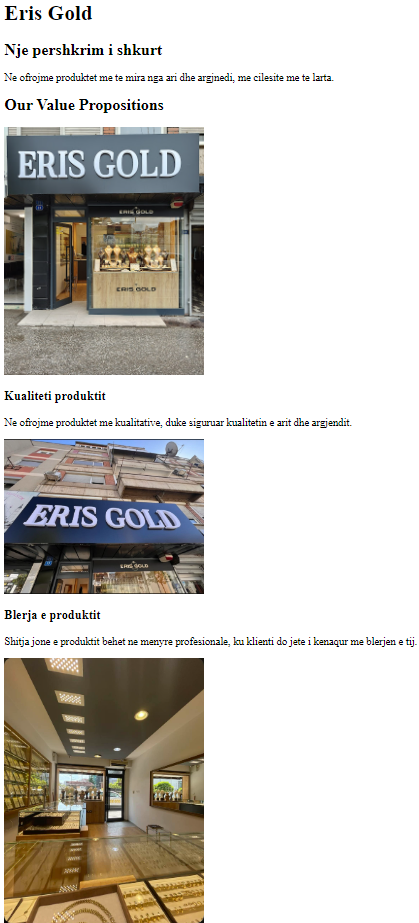 Eris Gold
Nje pershkrim i shkurt
Ne ofrojme produktet me te mira nga ari dhe argjnedi, me cilesite me te larta.
Our Value Propositions
ERIS GOLD
ERIS GOLD
ERIS GOLD
Kualiteti produktit
Ne ofrojme produktet me kualitative, duke siguruar kualitetin e arit dhe argjendit.
ERIS GOLD
ERIS GOLD
Blerja e produktit
Shitja jone e produktit behet ne menyre profesionale, ku klienti do jete i kenaqur me blerjen e tij.